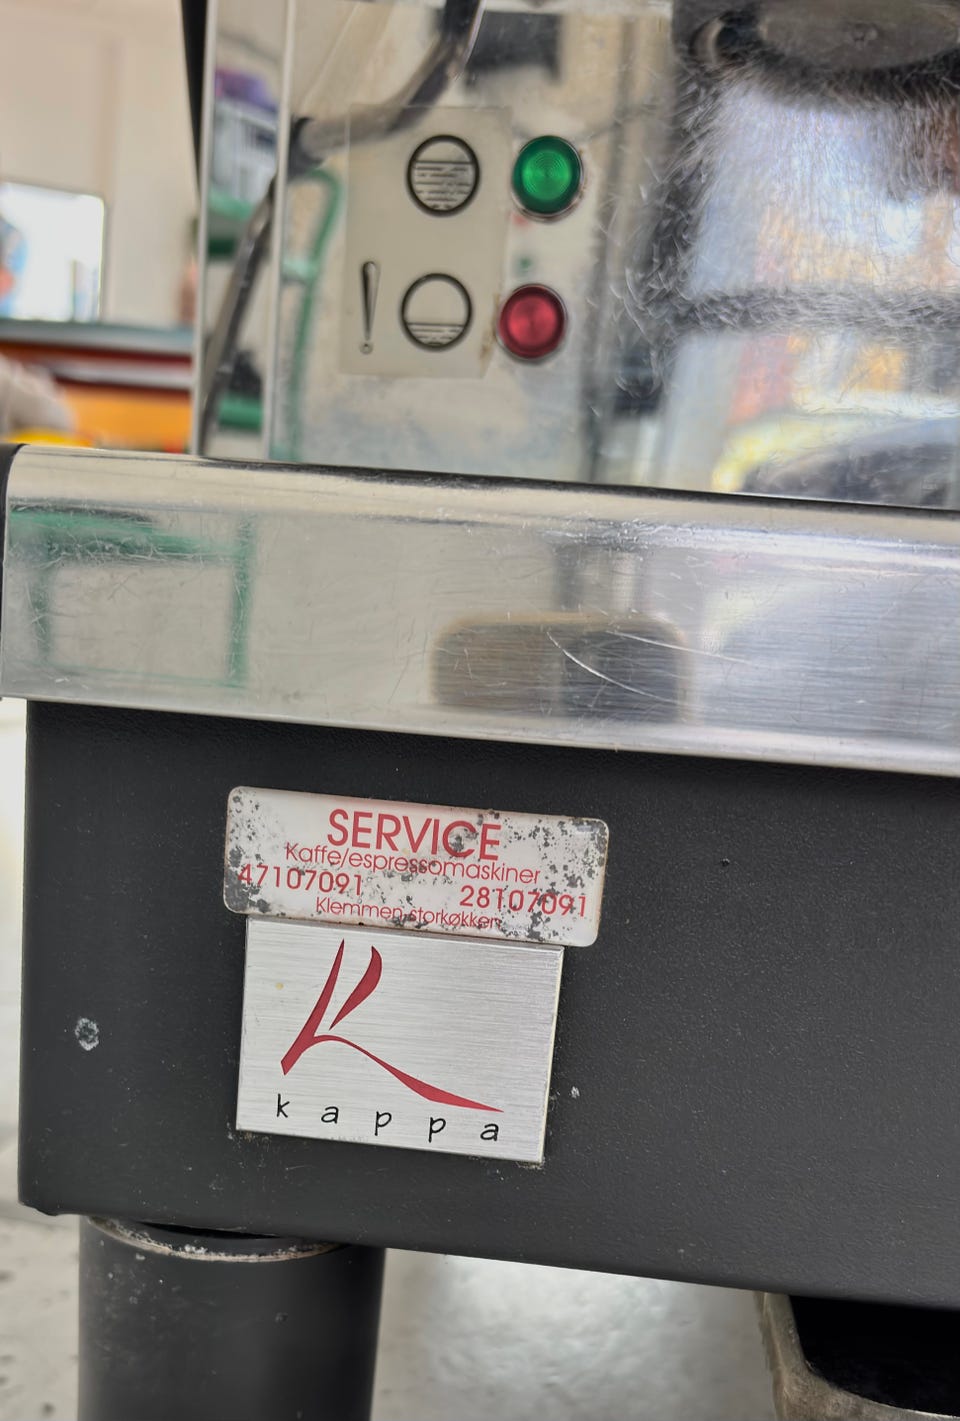 SERVICE
Kaffe/espressomaskiner
47107091 28107091
Klemmen storkøkken
kappa